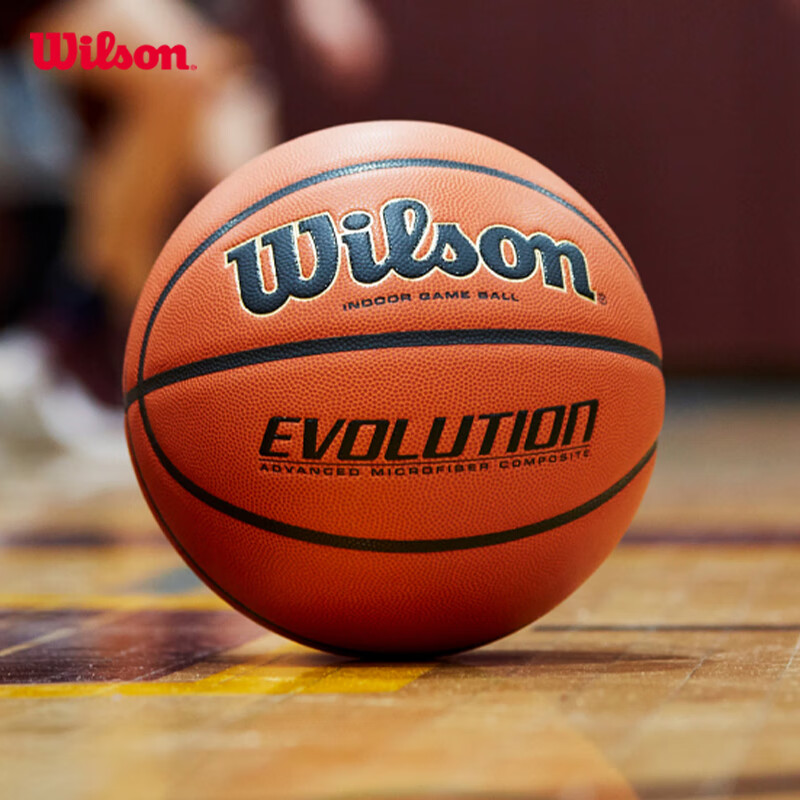 Wilson
Wilson
INDOOR GAME BALL
EVOLUTION
ADVANCED MICROFIBER COMPOSITE